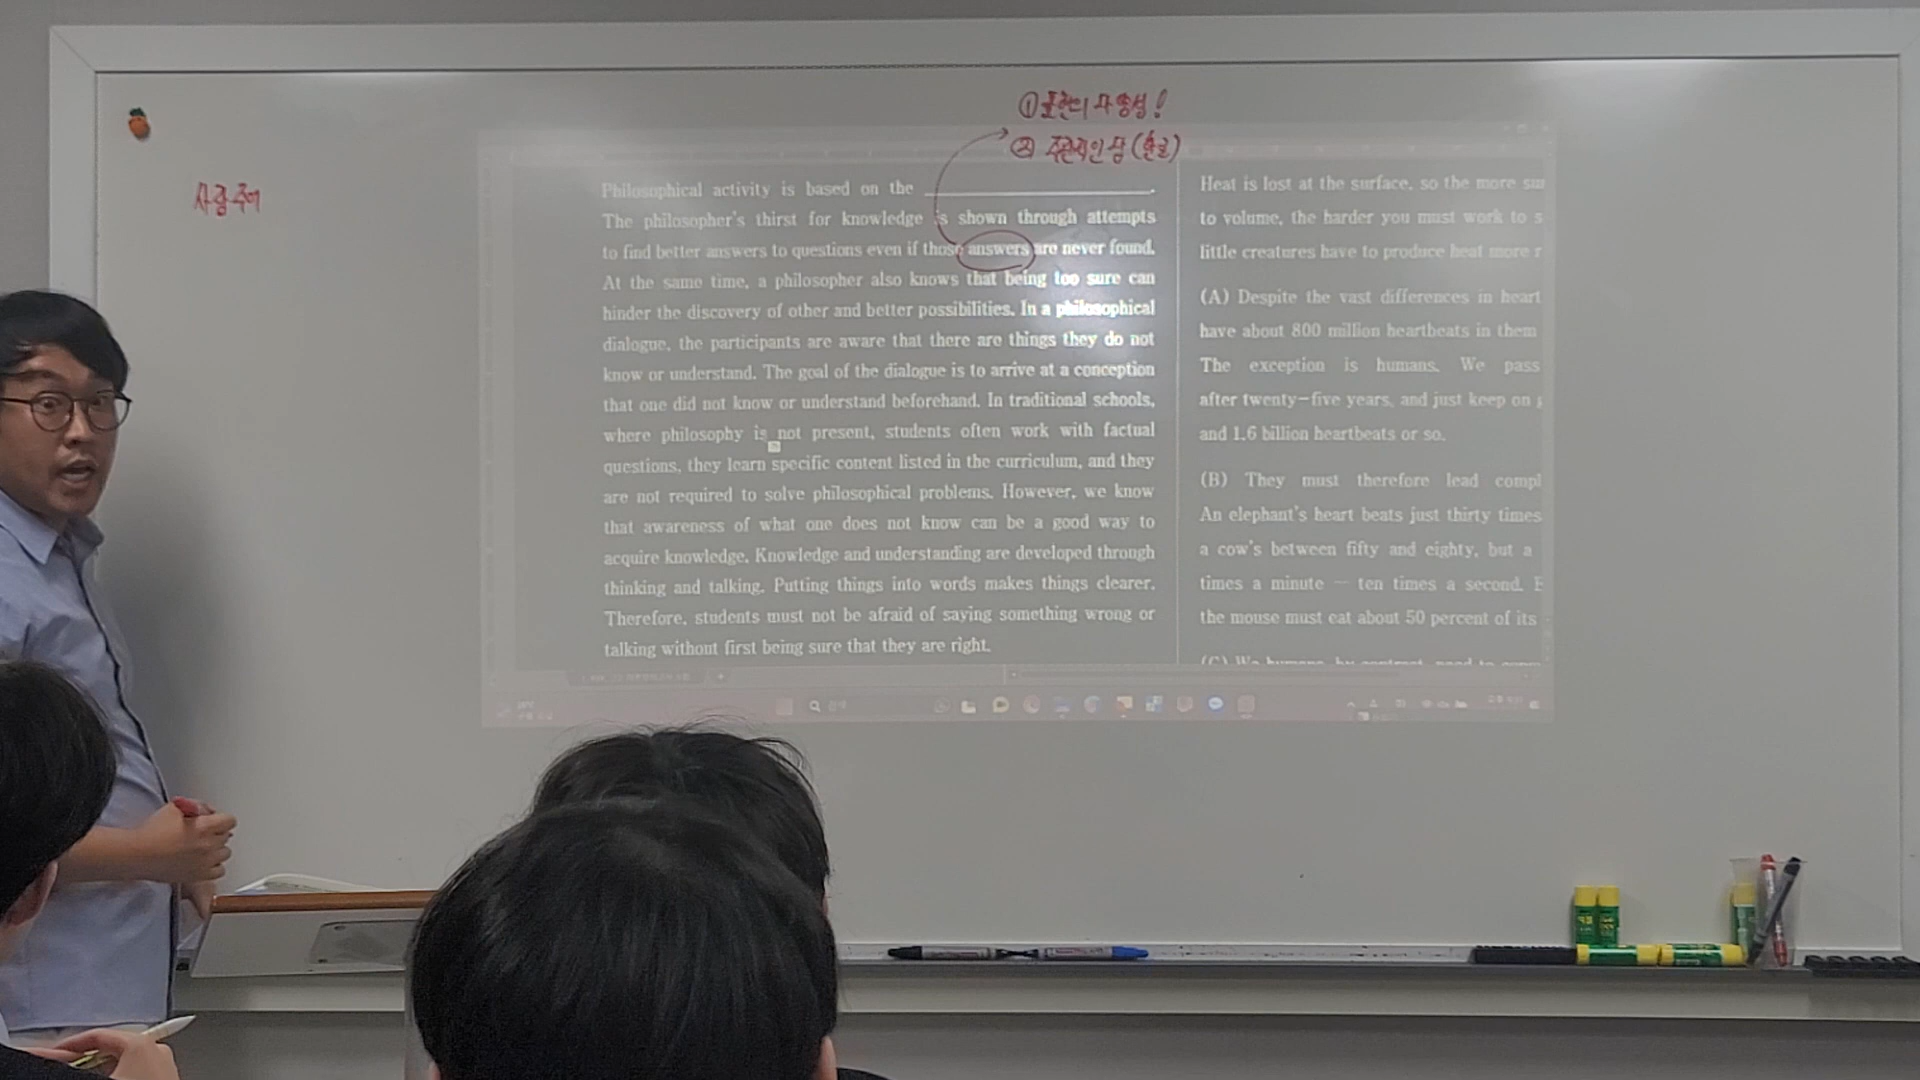 ①표현의 다양성!
② 주관적인 삶(한글)
사람 주어
Philosophical activity is based on the ____________.
The philosopher's thirst for knowledge is shown through attempts
to find better answers to questions even if those answers are never found.
At the same time, a philosopher also knows that being too sure can
hinder the discovery of other and better possibilities. In a philosophical
dialogue, the participants are aware that there are things they do not
know or understand. The goal of the dialogue is to arrive at a conception
that one did not know or understand beforehand. In traditional schools,
where philosophy is not present, students often work with factual
questions, they learn specific content listed in the curriculum, and they
are not required to solve philosophical problems. However, we know
that awareness of what one does not know can be a good way to
acquire knowledge. Knowledge and understanding are developed through
thinking and talking. Putting things into words makes things clearer.
Therefore, students must not be afraid of saying something wrong or
talking without first being sure that they are right.
Heat is lost at the surface, so the more
to volume, the harder you must work to s
little creatures have to produce heat more r
(A) Despite the vast differences in heart
have about 800 million heartbeats in them
The exception is humans. We pass
after twenty-five years, and just keep on
and 1.6 billion heartbeats or so.
(B) They must therefore lead compl
An elephant's heart beats just thirty times
a cow's between fifty and eighty, but a
times a minute — ten times a second. E
the mouse must eat about 50 percent of its
(C) We humans, by contrast, need to